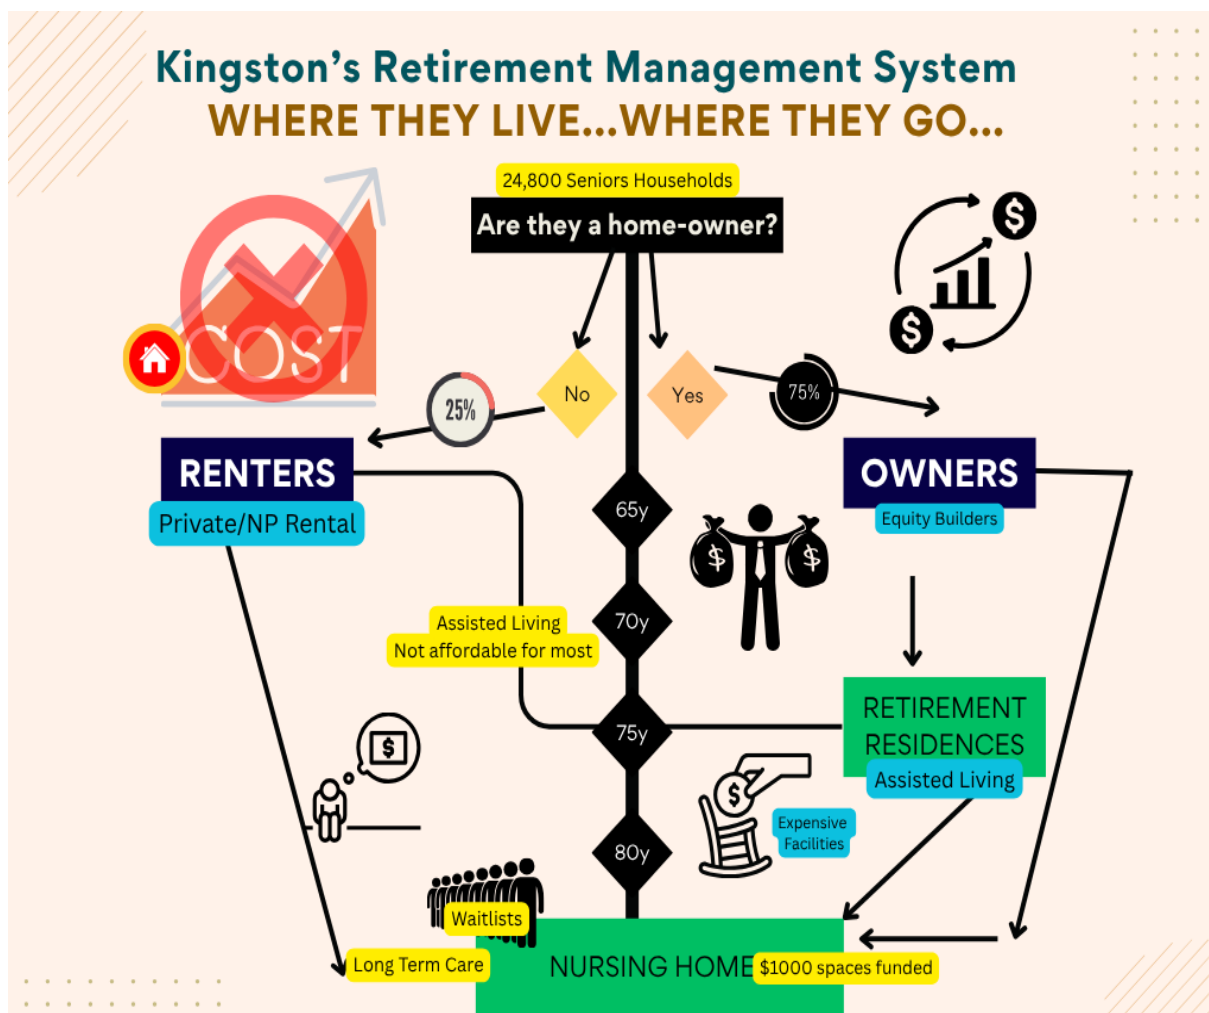 Kingston's Retirement Management System
WHERE THEY LIVE...WHERE THEY GO...
24,800 Seniors Households
Are they a home-owner?
COST
No
Yes
25%
75%
RENTERS
Private/NP Rental
OWNERS
Equity Builders
65y
70y
Assisted Living
Not affordable for most
75y
RETIREMENT
RESIDENCES
Assisted Living
Expensive
Facilities
80y
Waitlists
Long Term Care
NURSING HOME
$1000 spaces funded